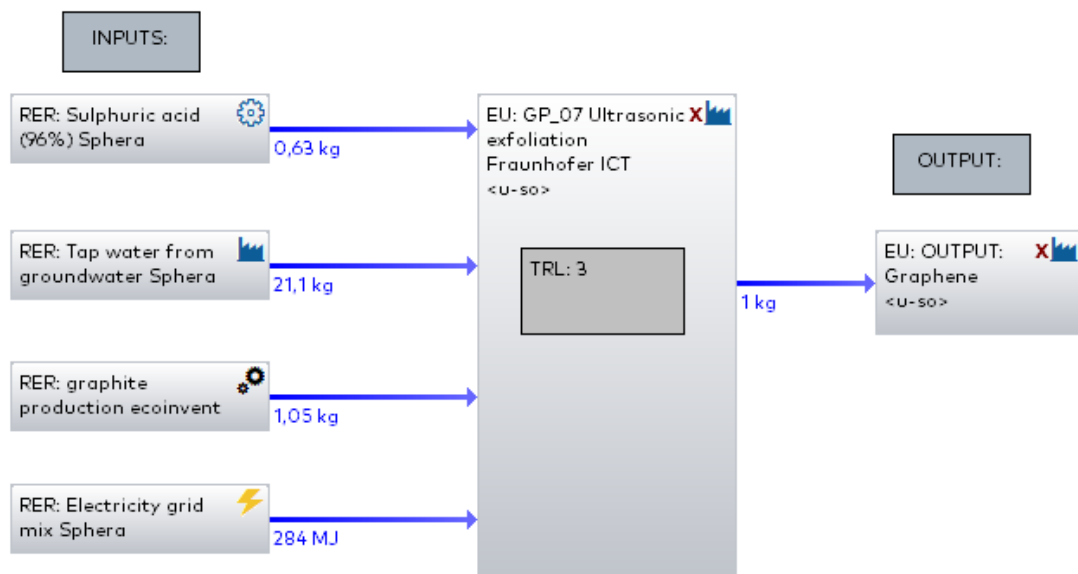 INPUTS:
RER: Sulphuric acid
(96%) Sphera
0,63 kg
RER: Tap water from
groundwater Sphera
21,1 kg
RER: graphite
production ecoinvent
1,05 kg
RER: Electricity grid
mix Sphera
284 MJ
EU: GP_07 Ultrasonic
exfoliation
Fraunhofer ICT
<u-so>
X
TRL: 3
1 kg
OUTPUT:
EU: OUTPUT:
Graphene
<u-so>
X